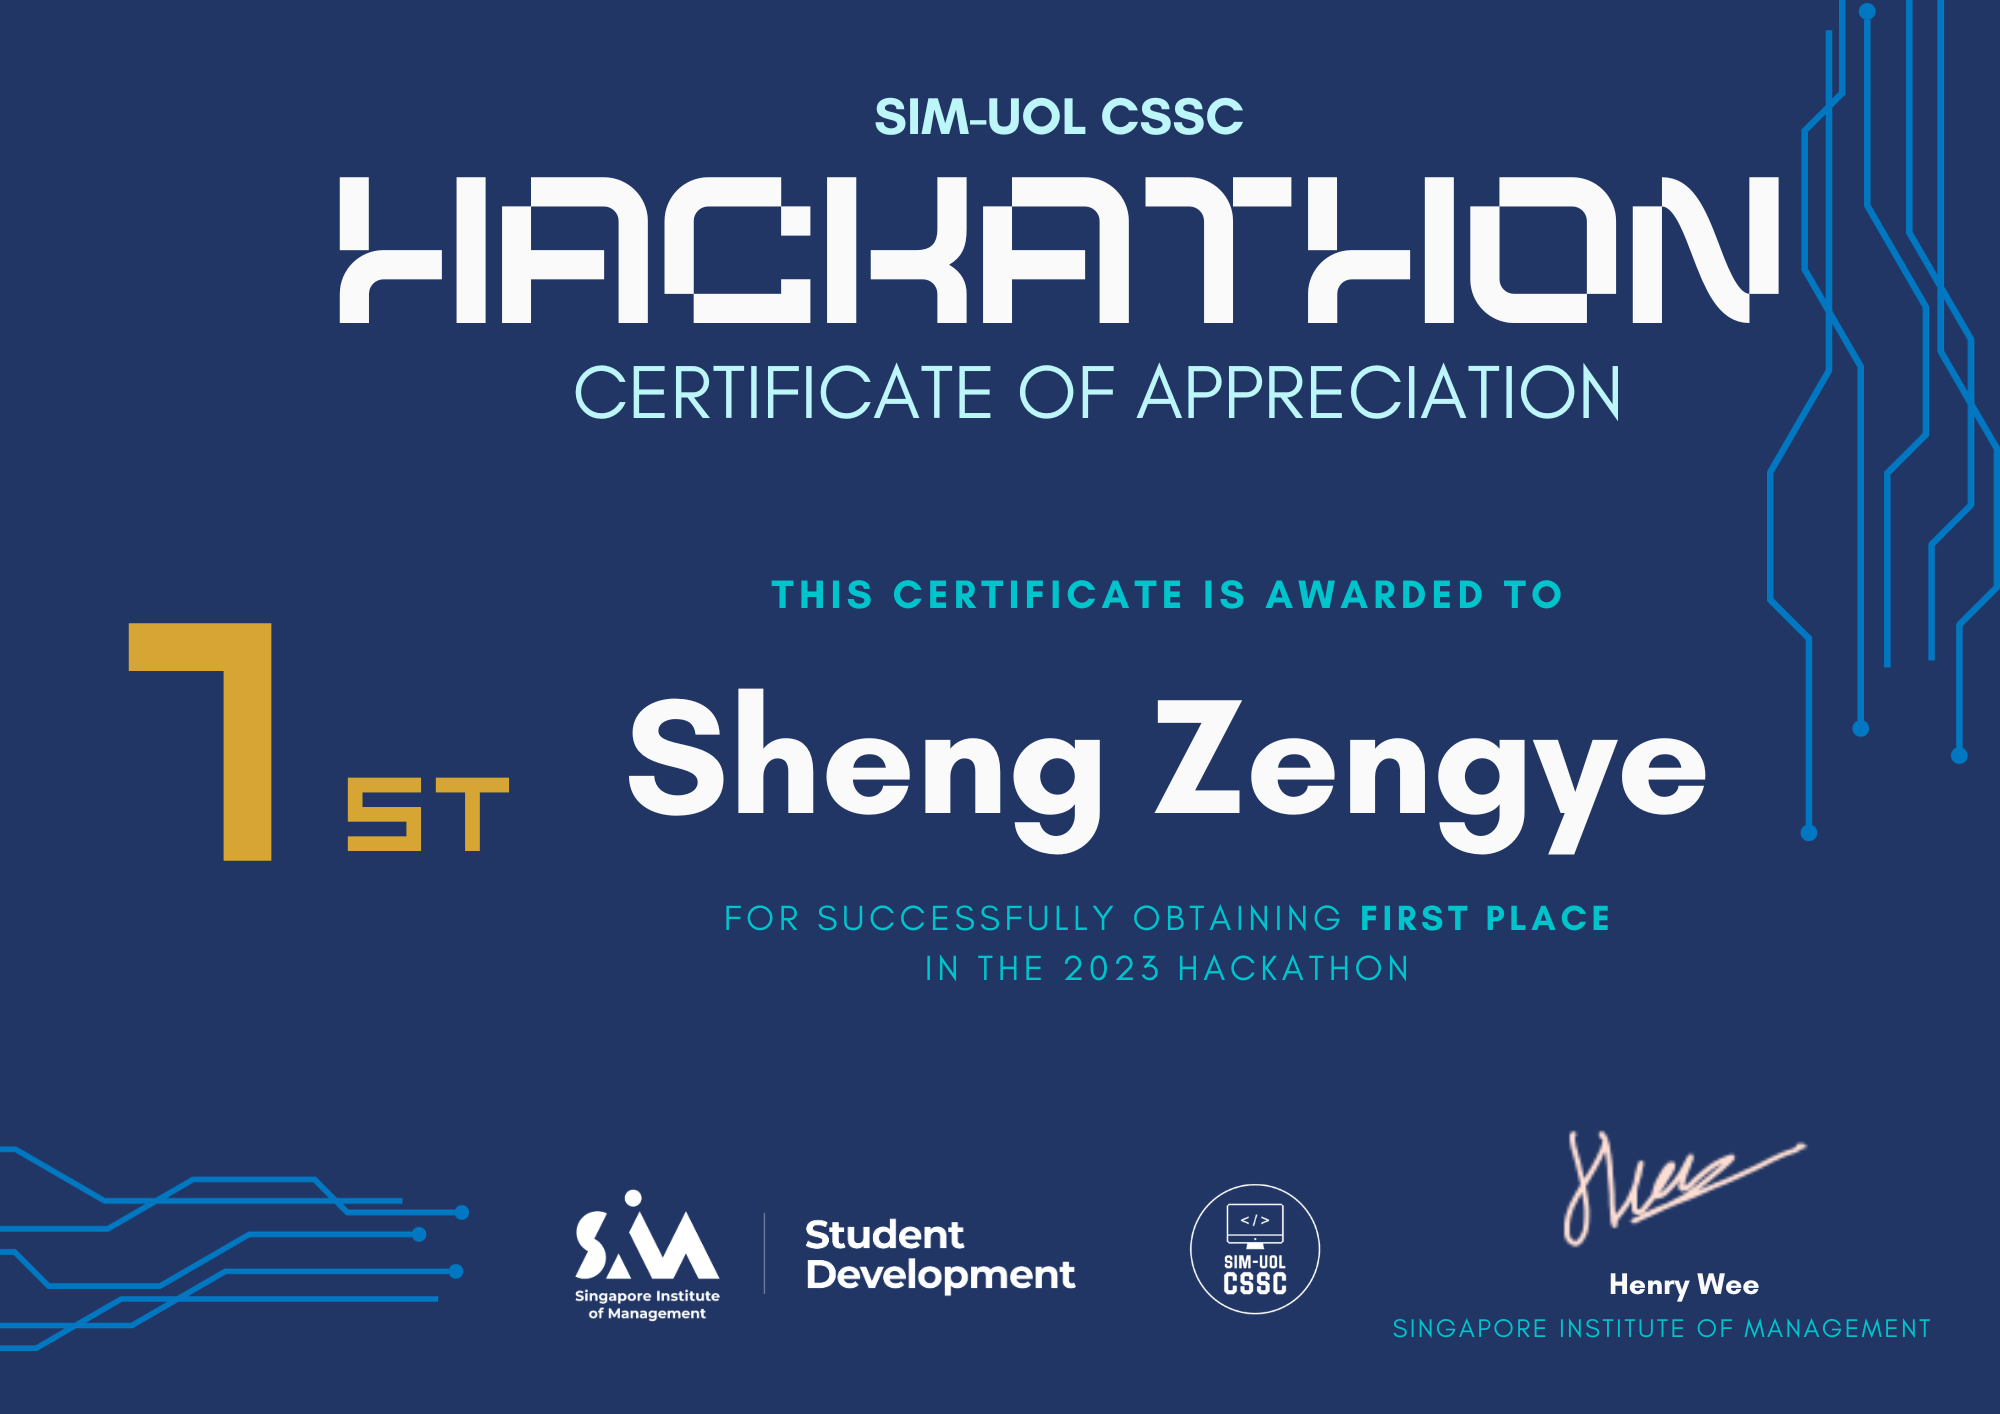 SIM-UOL CSSC
HACKATHON
CERTIFICATE OF APPRECIATION
THIS CERTIFICATE IS AWARDED TO
1 ST
Sheng Zengye
FOR SUCCESSFULLY OBTAINING FIRST PLACE
IN THE 2023 HACKATHON
SIM
Singapore Institute
of Management
Student
Development
</>
SIM-UOL
CSSC
Henry Wee
SINGAPORE INSTITUTE OF MANAGEMENT